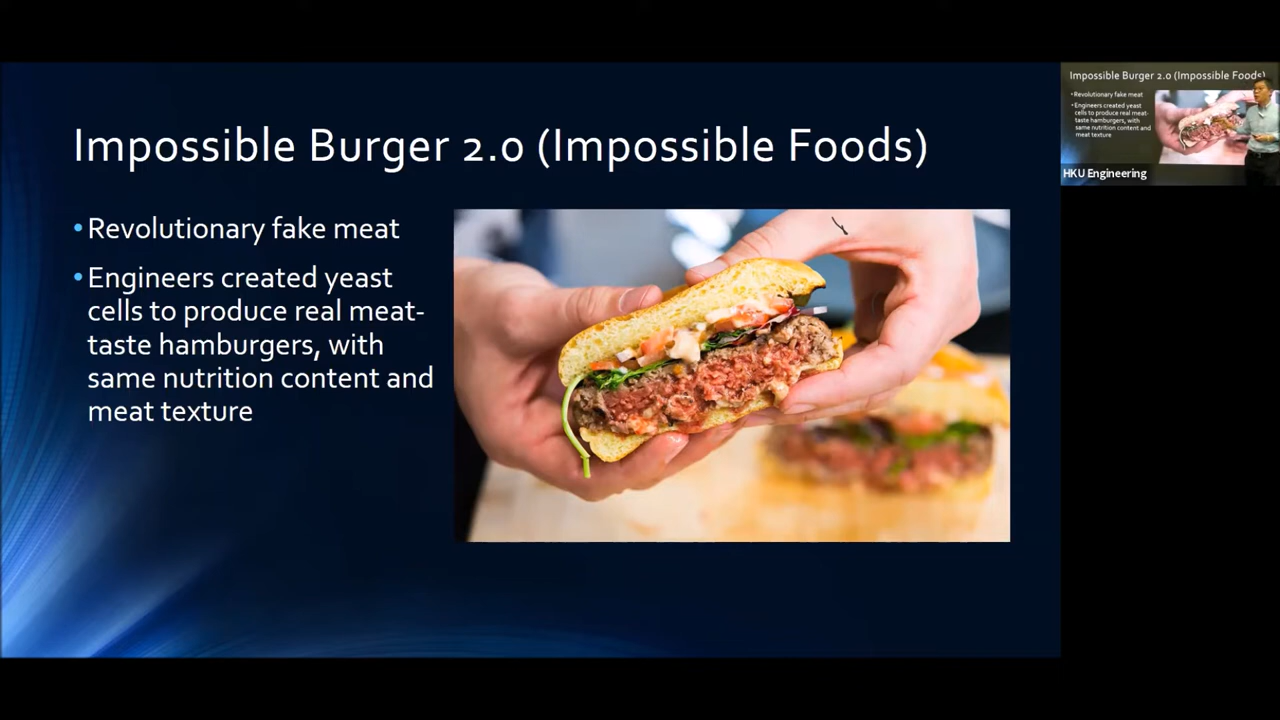 Impossible Burger 2.0 (Impossible Foods)
•Revolutionary fake meat
•Engineers created yeast
cells to produce real meat-
taste hamburgers, with
same nutrition content and
meat texture
Impossible Burger 2.0 (Impossible Foods)
•Revolutionary fake meat
•Engineers created yeast
cells to produce real meat-
taste hamburgers, with
same nutrition content and
meat texture
HKU Engineering